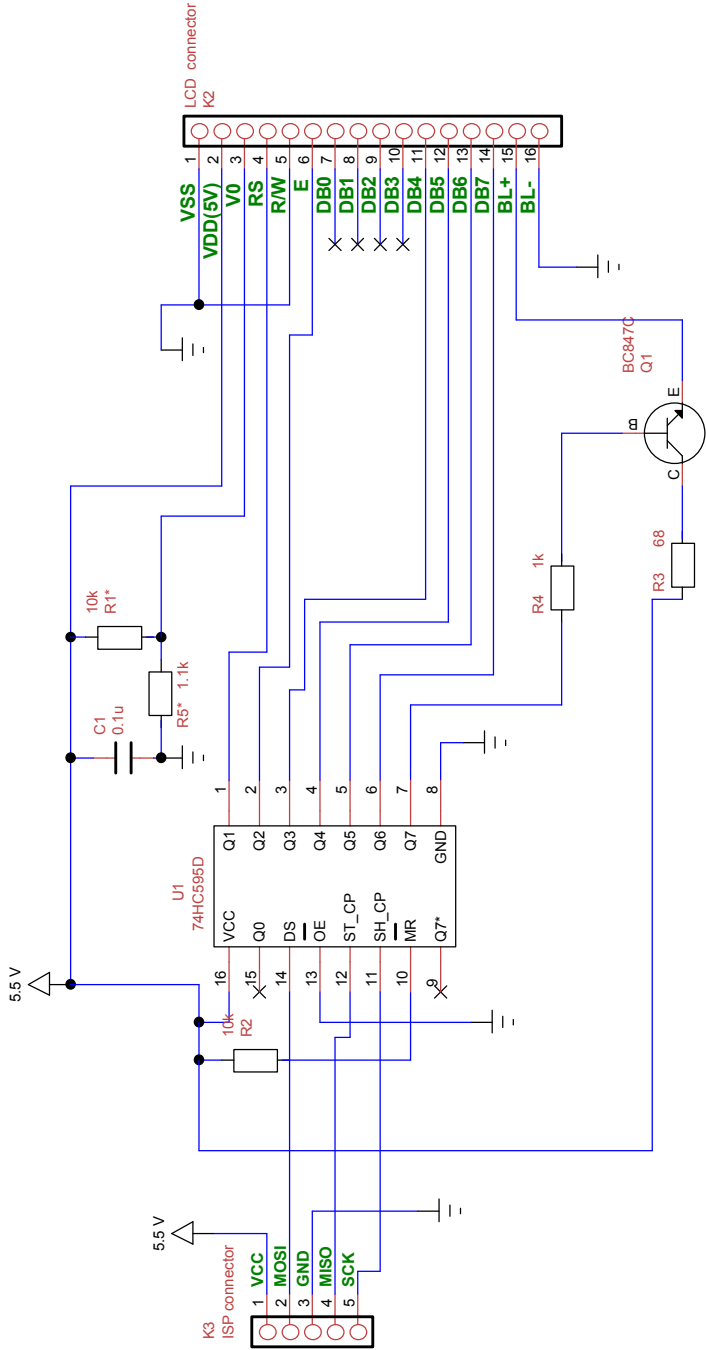 LCD connector
K2
1
2
3
4
5
6
7
8
9
10
11
12
13
14
15
16
VSS
VDD(5V)
V0
RS
R/W
E
DB0
DB1
DB2
DB3
DB4
DB5
DB6
DB7
BL+
BL-
BC847C
Q1
B
C
E
10k
R1*
1.1k
R5*
C1
0.1u
1k
R4
68
R3
U1
74HC595D
1
2
3
4
5
6
7
8
Q1
Q2
Q3
Q4
Q5
Q6
Q7
GND
VCC
Q0
DS
OE
ST_CP
SH_CP
MR
Q7*
16
15
14
13
12
11
10
9
5.5 V
10k
R2
5.5 V
K3
ISP connector
1
2
3
4
5
VCC
MOSI
GND
MISO
SCK